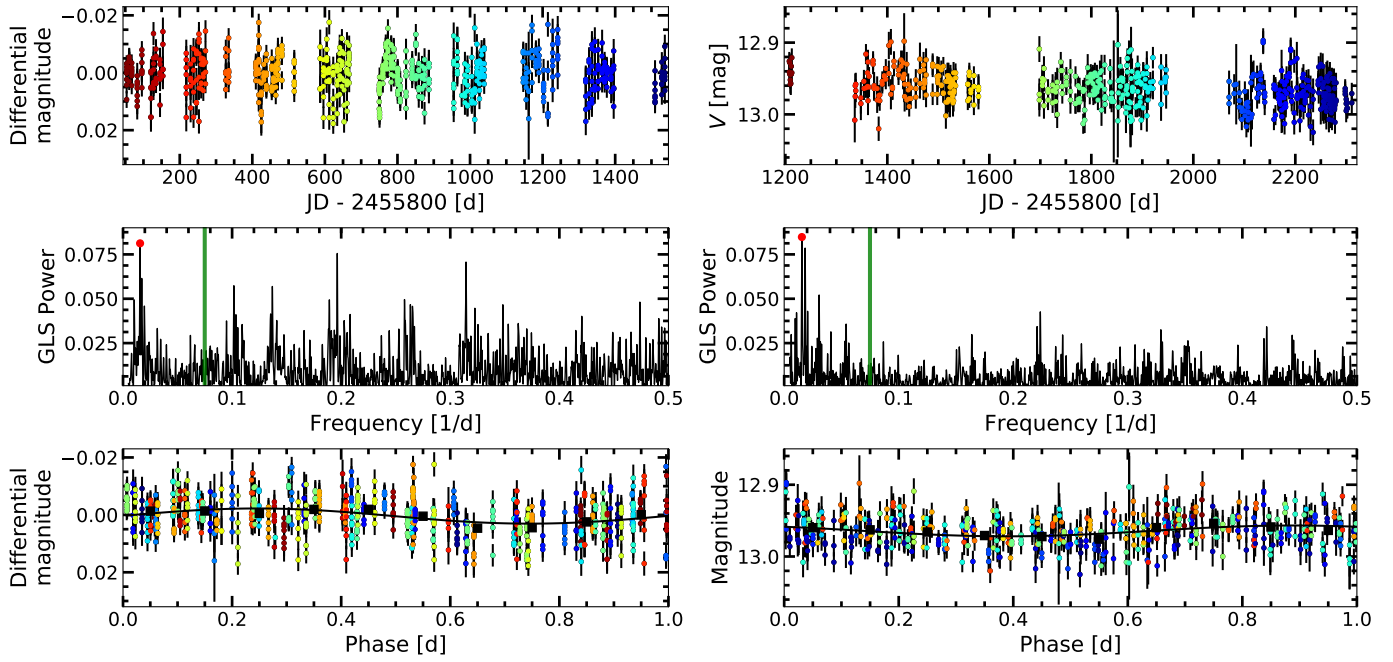 Differential
magnitude
−0.02
0.00
0.02
200 400 600 800 1000 1200 1400
JD - 2455800 [d]
V [mag]
12.9
13.0
1200 1400 1600 1800 2000 2200
JD - 2455800 [d]
GLS Power
0.075
0.050
0.025
0.0 0.1 0.2 0.3 0.4 0.5
Frequency [1/d]
GLS Power
0.075
0.050
0.025
0.0 0.1 0.2 0.3 0.4 0.5
Frequency [1/d]
Differential
magnitude
−0.02
0.00
0.02
0.0 0.2 0.4 0.6 0.8 1.0
Phase [d]
Magnitude
12.9
13.0
0.0 0.2 0.4 0.6 0.8 1.0
Phase [d]